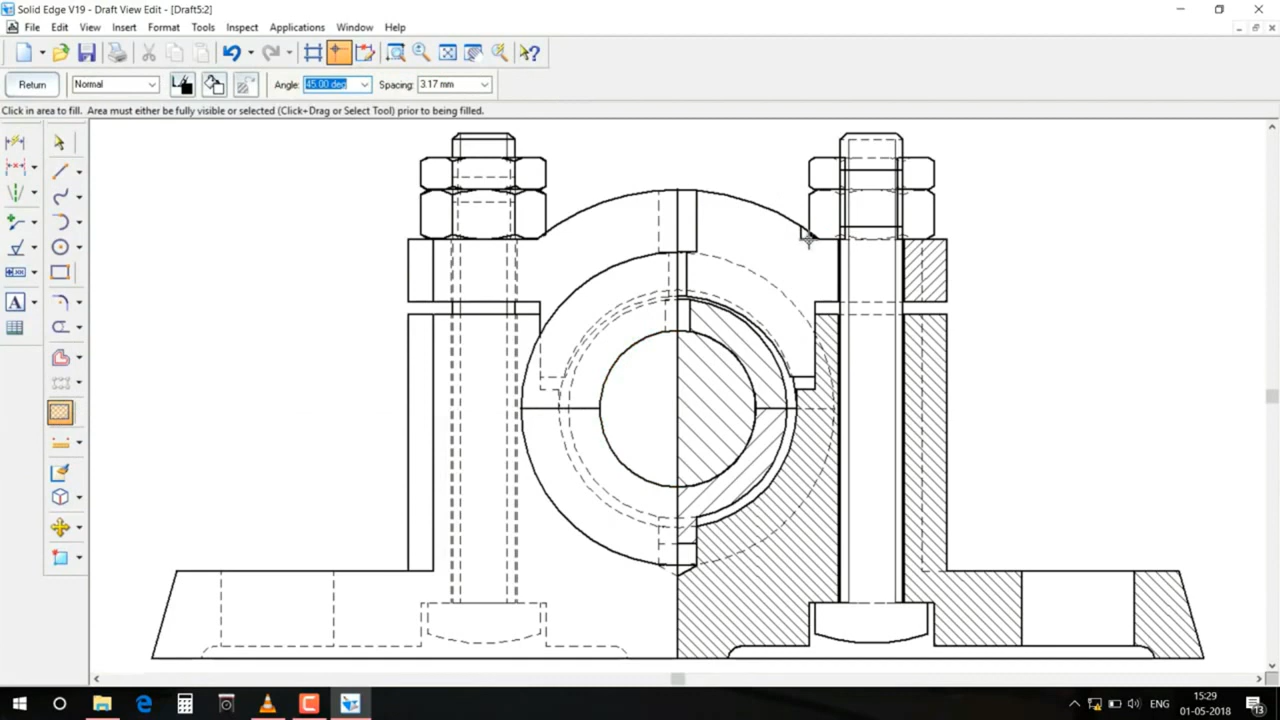 Solid Edge V19 - Draft View Edit - [Draft5:2]
File Edit View Insert Format Tools Inspect Applications Window Help
Return Normal Angle: 45.00 deg Spacing: 3.17 mm
Click in area to fill. Area must either be fully visible or selected (Click+Drag or Select Tool) prior to being filled.
A
ENG
15:29
01-05-2018
13